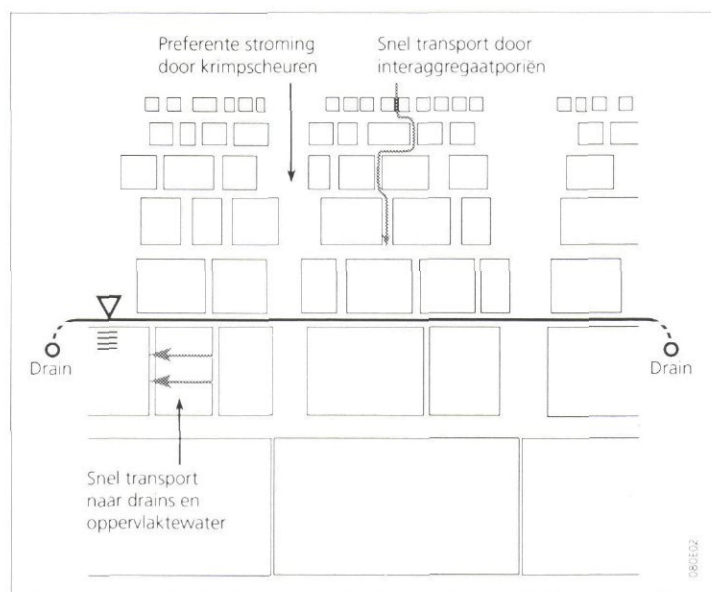 Preferente stroming
door krimpscheuren
Snel transport door
interaggregaatporiën
Drain
Drain
Snel transport
naar drains en
oppervlaktewater
080E02